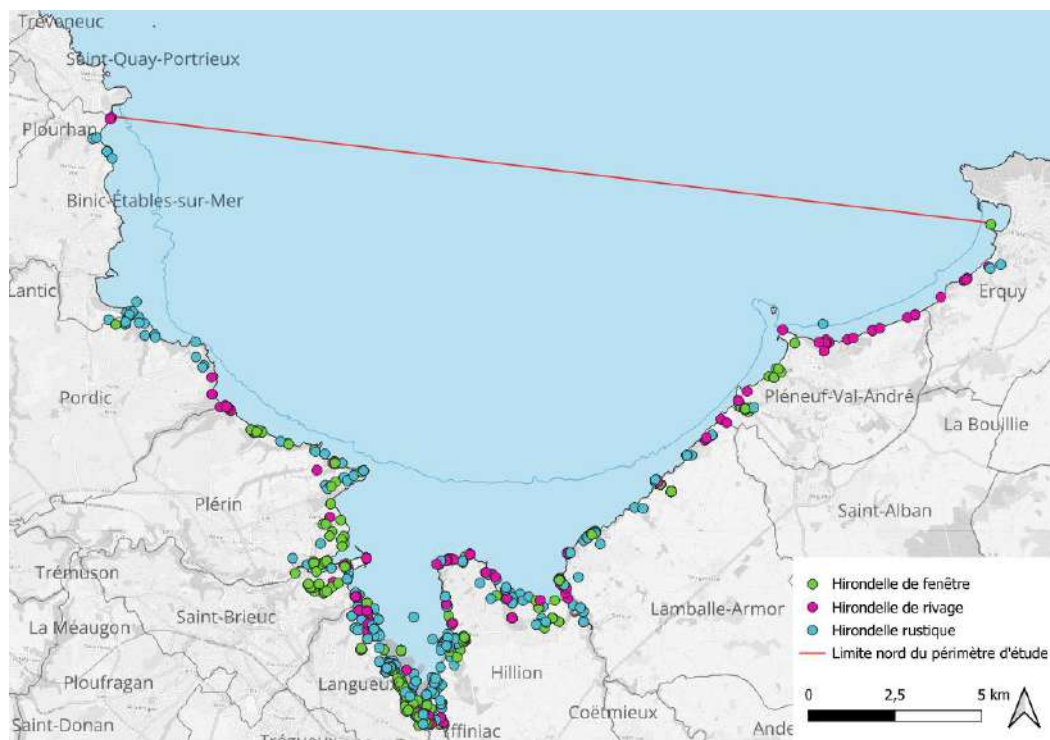 Tréveneuc
Saint-Quay-Portrieux
Plourhan
Binic-Étables-sur-Mer
Lantic
Erquy
Pordic
Pléneuf-Val-André
La Bouillie
Plérin
Saint-Alban
Trémuson
Saint-Brieuc
Lamballe-Armor
La Méaugon
Hillion
Langueux
Ploufragan
Coëtmieux
Saint-Donan
Yffiniac
Hirondelle de fenêtre
Hirondelle de rivage
Hirondelle rustique
Limite nord du périmètre d'étude
0 2,5 5 km